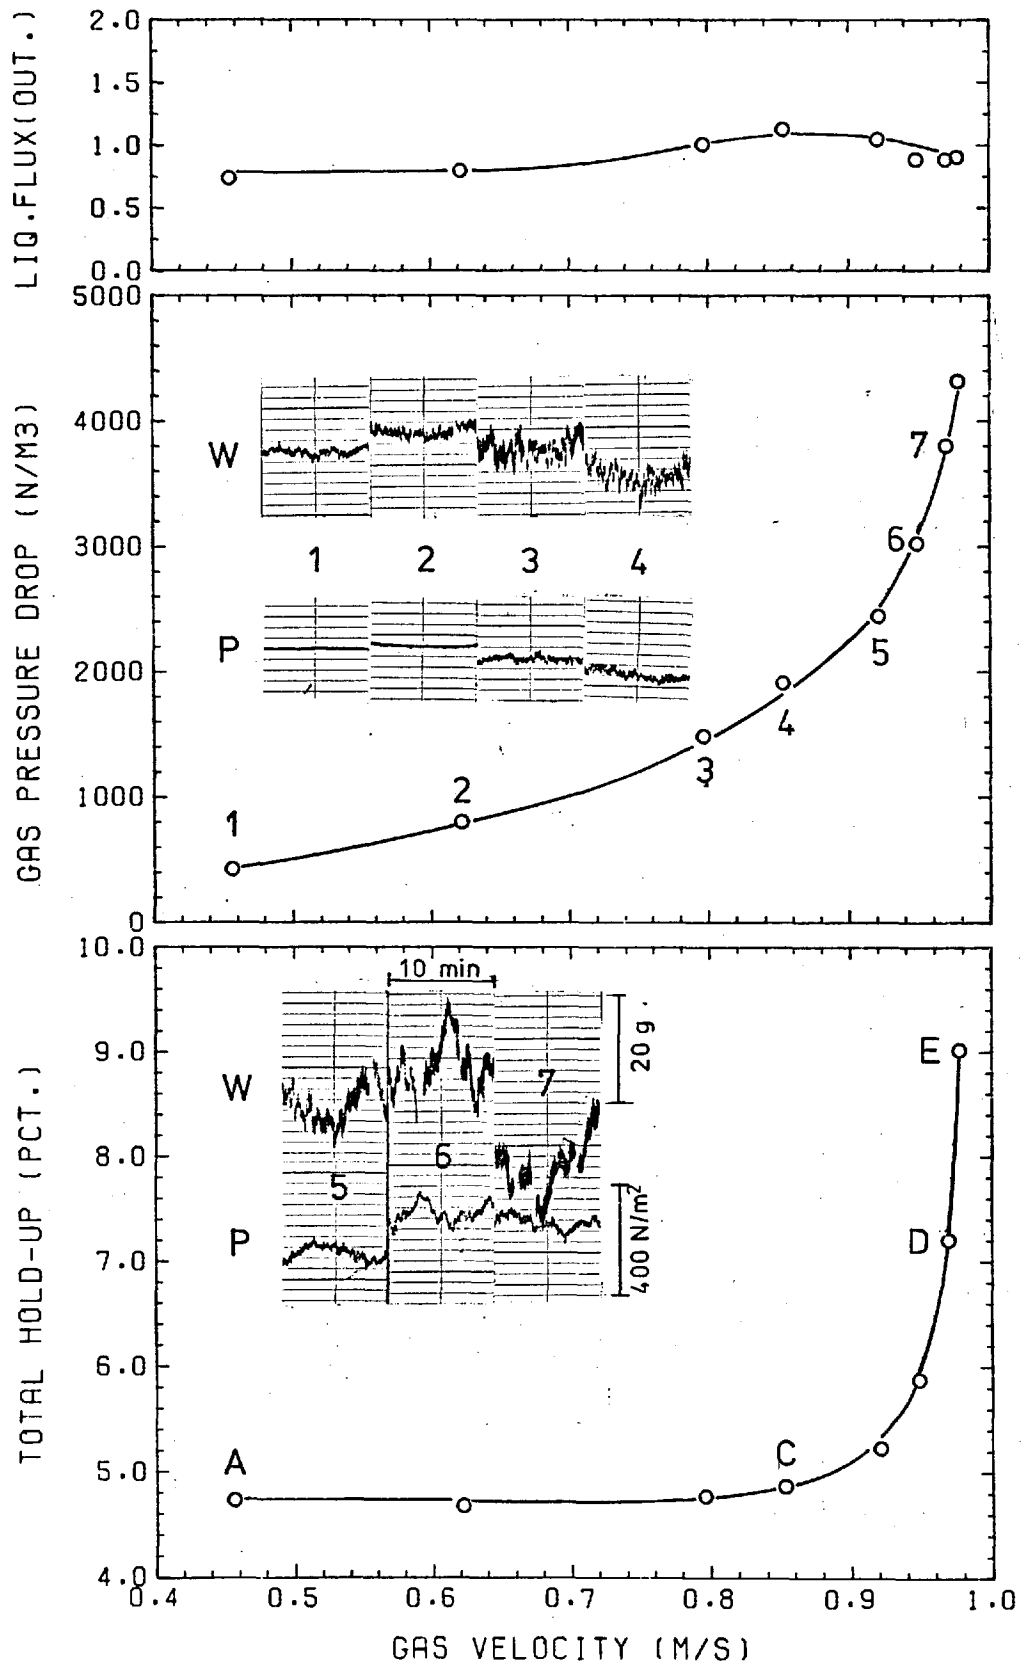 LIQ.FLUX(OUT.)
2.0
1.5
1.0
0.5
0.0
GAS PRESSURE DROP (N/M3)
5000
4000
3000
2000
1000
0
W
1 2 3 4
P
7
6
5
4
3
2
1
TOTAL HOLD-UP (PCT.)
10.0
9.0
8.0
7.0
6.0
5.0
4.0
10 min
20 g
W
7
6
5
P
400 N/m²
E
D
C
A
0.4 0.5 0.6 0.7 0.8 0.9 1.0
GAS VELOCITY (M/S)